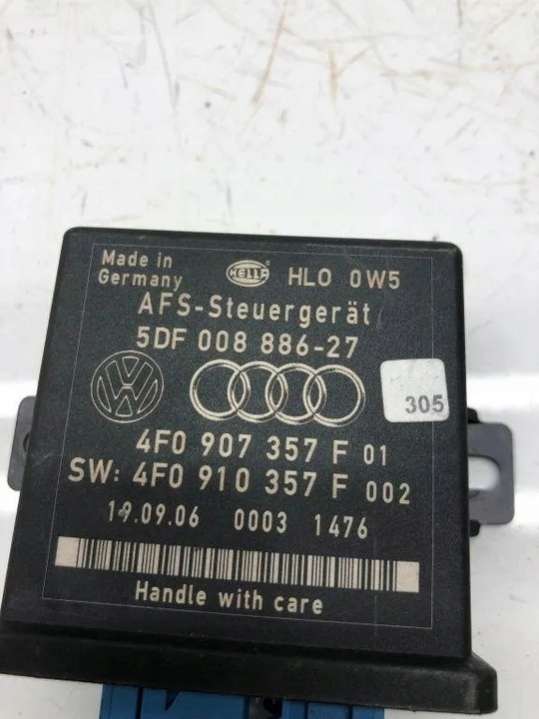 Made in
Germany
HELLA
HLO 0W5
AFS-Steuergerät
5DF 008 886-27
305
4F0 907 357 F 01
SW: 4F0 910 357 F 002
19.09.06 0003 1476
Handle with care